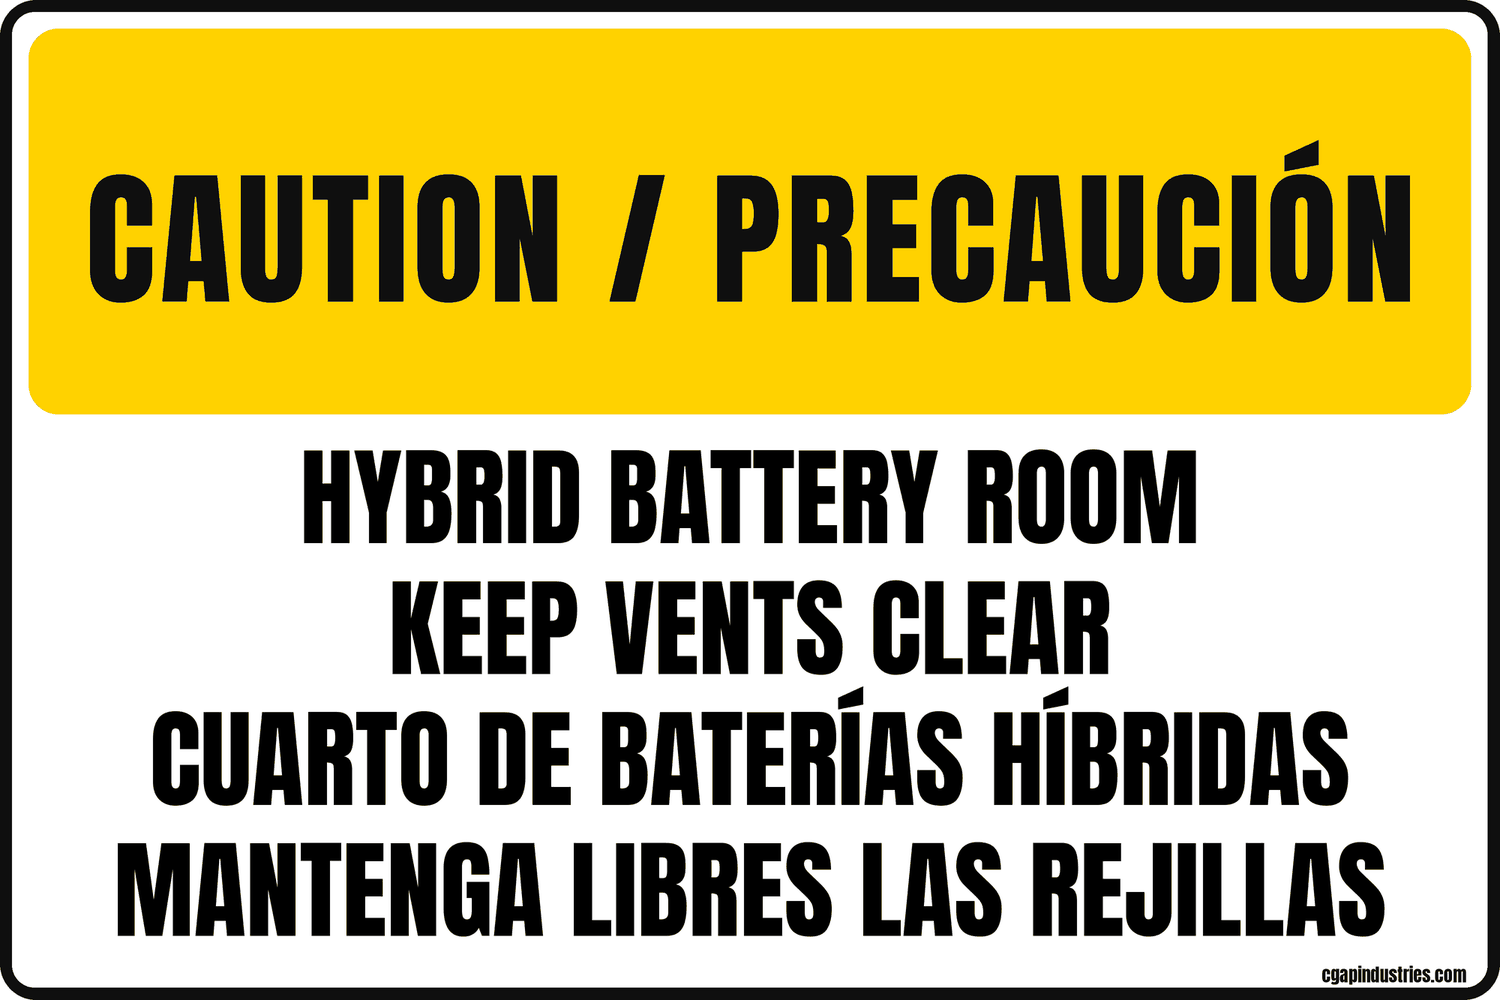 CAUTION / PRECAUCIÓN
HYBRID BATTERY ROOM
KEEP VENTS CLEAR
CUARTO DE BATERÍAS HÍBRIDAS
MANTENGA LIBRES LAS REJILLAS
cgapindustries.com